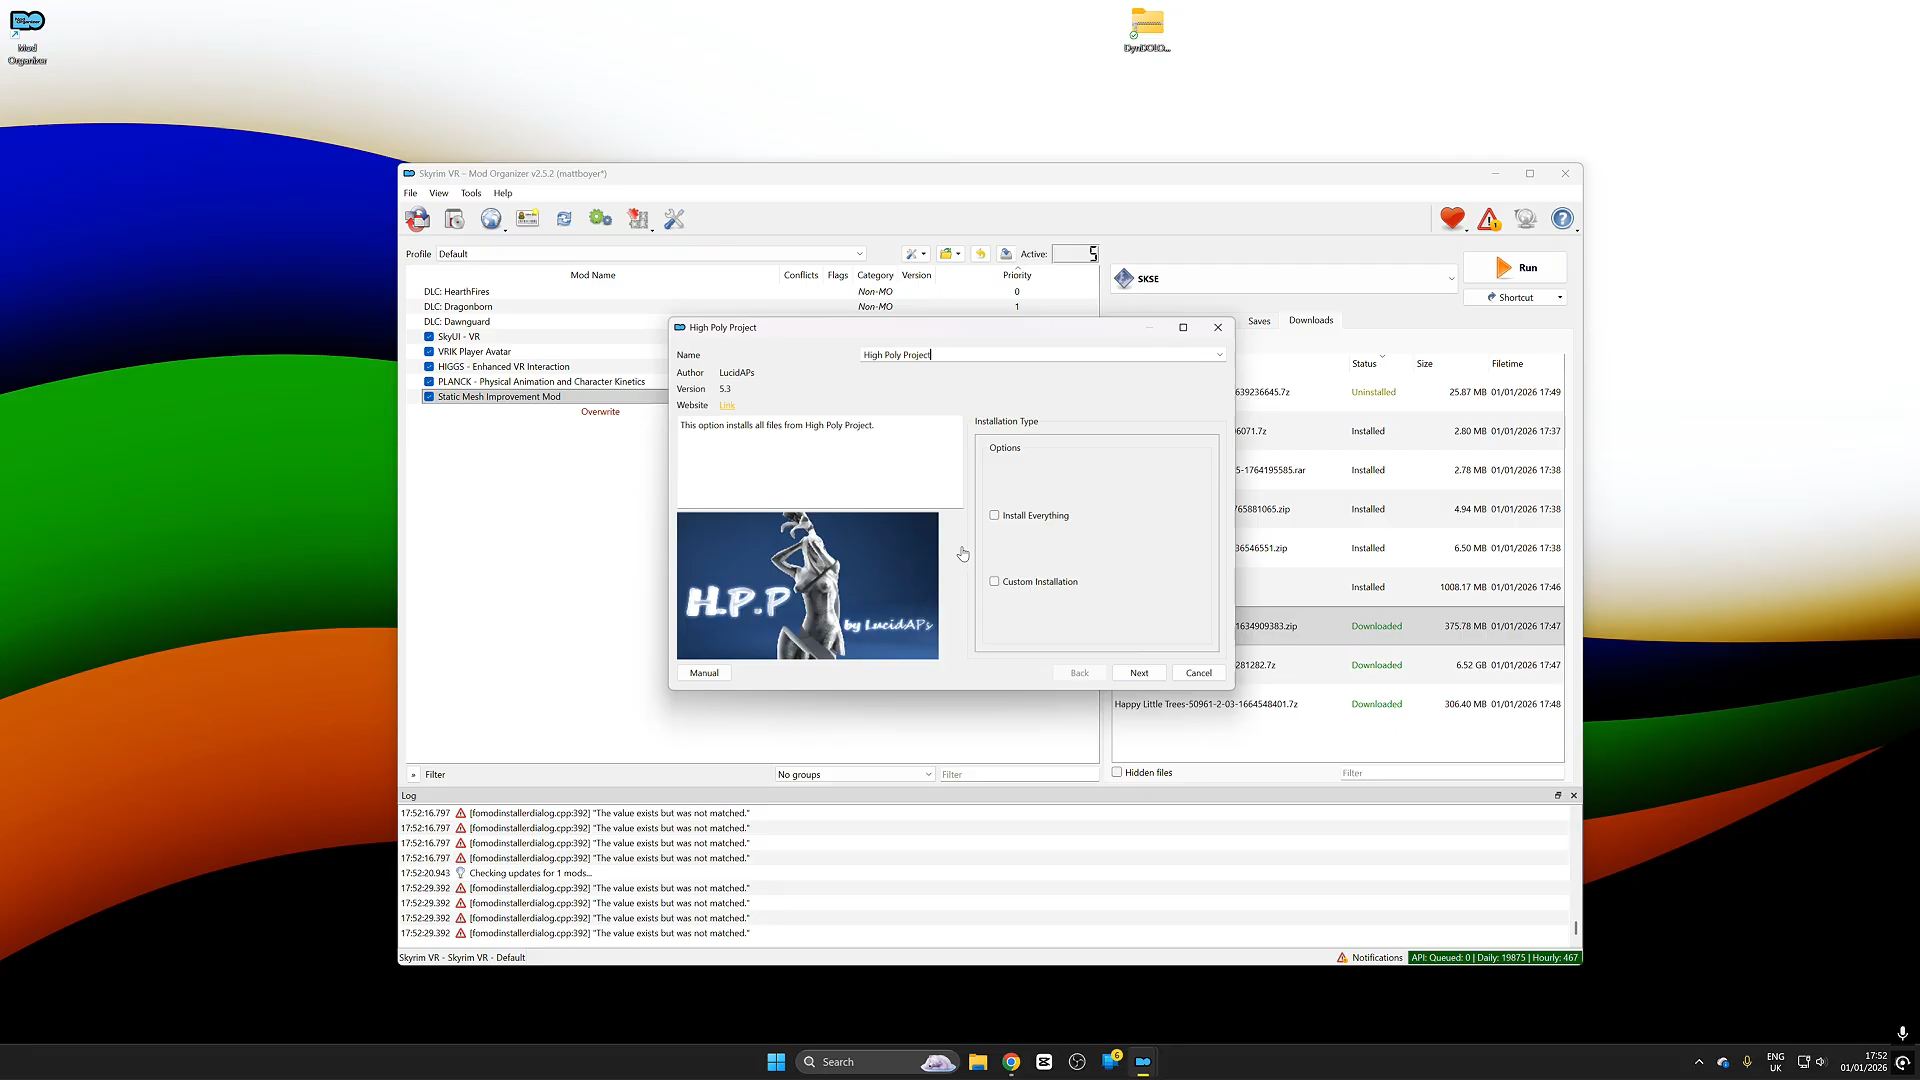 Mod
Organizer
DynDOLO...
Skyrim VR – Mod Organizer v2.5.2 (mattboyer*)
File View Tools Help
Profile Default Active: 5
Mod Name Conflicts Flags Category Version Priority
DLC: HearthFires Non-MO 0
DLC: Dragonborn Non-MO 1
DLC: Dawnguard
SkyUI - VR
VRIK Player Avatar
HIGGS - Enhanced VR Interaction
PLANCK - Physical Animation and Character Kinetics
Static Mesh Improvement Mod
Overwrite
SKSE
Run
Shortcut
Saves Downloads
Status Size Filetime
639236645.7z Uninstalled 25.87 MB 01/01/2026 17:49
6071.7z Installed 2.80 MB 01/01/2026 17:37
5-1764195585.rar Installed 2.78 MB 01/01/2026 17:38
765881065.zip Installed 4.94 MB 01/01/2026 17:38
36546551.zip Installed 6.50 MB 01/01/2026 17:38
Installed 1008.17 MB 01/01/2026 17:46
1634909383.zip Downloaded 375.78 MB 01/01/2026 17:47
281282.7z Downloaded 6.52 GB 01/01/2026 17:47
Happy Little Trees-50961-2-03-1664548401.7z Downloaded 306.40 MB 01/01/2026 17:48
Hidden files Filter
High Poly Project
Name High Poly Project
Author LucidAPs
Version 5.3
Website Link
This option installs all files from High Poly Project.
Installation Type
Options
Install Everything
Custom Installation
H.P.P
by LucidAPs
Manual Back Next Cancel
» Filter No groups Filter
Log
17:52:16.797 [fomodinstallerdialog.cpp:392] "The value exists but was not matched."
17:52:16.797 [fomodinstallerdialog.cpp:392] "The value exists but was not matched."
17:52:16.797 [fomodinstallerdialog.cpp:392] "The value exists but was not matched."
17:52:16.797 [fomodinstallerdialog.cpp:392] "The value exists but was not matched."
17:52:20.943 Checking updates for 1 mods...
17:52:29.392 [fomodinstallerdialog.cpp:392] "The value exists but was not matched."
17:52:29.392 [fomodinstallerdialog.cpp:392] "The value exists but was not matched."
17:52:29.392 [fomodinstallerdialog.cpp:392] "The value exists but was not matched."
17:52:29.392 [fomodinstallerdialog.cpp:392] "The value exists but was not matched."
Skyrim VR - Skyrim VR - Default Notifications API: Queued: 0 | Daily: 19875 | Hourly: 467
Search 6 ENG 17:52
UK 01/01/2026